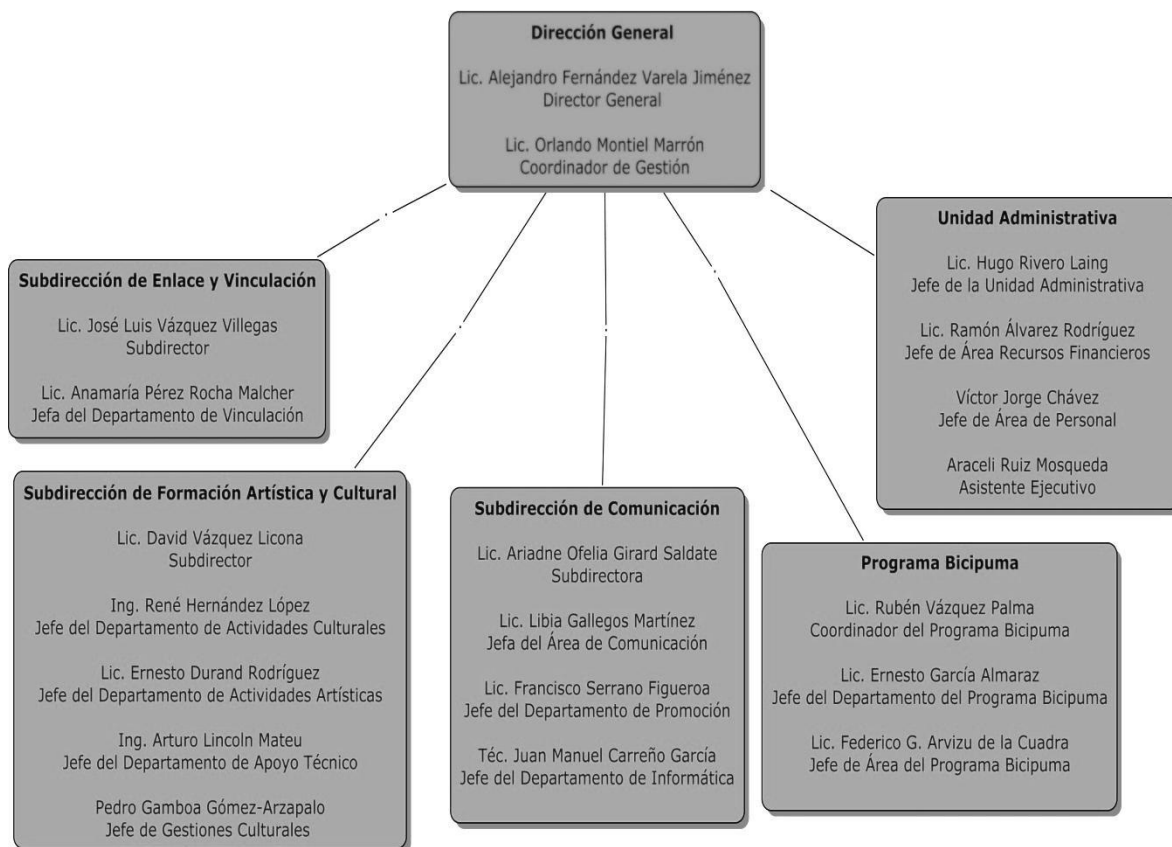 Dirección General
Lic. Alejandro Fernández Varela Jiménez
Director General
Lic. Orlando Montiel Marrón
Coordinador de Gestión
Subdirección de Enlace y Vinculación
Lic. José Luis Vázquez Villegas
Subdirector
Lic. Anamaría Pérez Rocha Malcher
Jefa del Departamento de Vinculación
Unidad Administrativa
Lic. Hugo Rivero Laing
Jefe de la Unidad Administrativa
Lic. Ramón Álvarez Rodríguez
Jefe de Área Recursos Financieros
Víctor Jorge Chávez
Jefe de Área de Personal
Araceli Ruiz Mosqueda
Asistente Ejecutivo
Subdirección de Formación Artística y Cultural
Lic. David Vázquez Licona
Subdirector
Ing. René Hernández López
Jefe del Departamento de Actividades Culturales
Lic. Ernesto Durand Rodríguez
Jefe del Departamento de Actividades Artísticas
Ing. Arturo Lincoln Mateu
Jefe del Departamento de Apoyo Técnico
Pedro Gamboa Gómez-Arzapalo
Jefe de Gestiones Culturales
Subdirección de Comunicación
Lic. Ariadne Ofelia Girard Saldate
Subdirectora
Lic. Libia Gallegos Martínez
Jefa del Área de Comunicación
Lic. Francisco Serrano Figueroa
Jefe del Departamento de Promoción
Téc. Juan Manuel Carreño García
Jefe del Departamento de Informática
Programa Bicipuma
Lic. Rubén Vázquez Palma
Coordinador del Programa Bicipuma
Lic. Ernesto García Almaraz
Jefe del Departamento del Programa Bicipuma
Lic. Federico G. Arvizu de la Cuadra
Jefe de Área del Programa Bicipuma